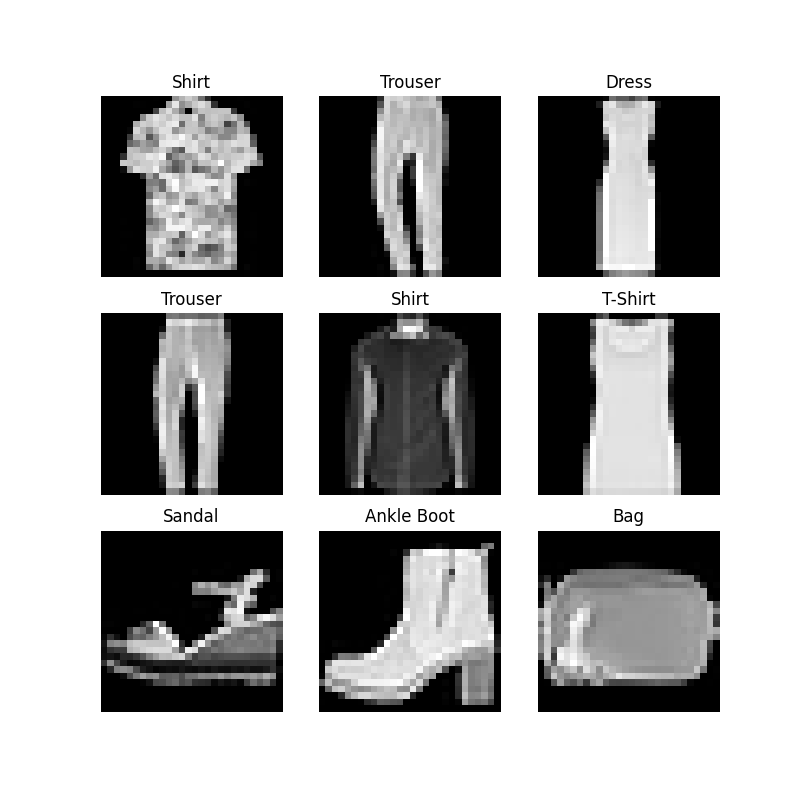 Shirt
Trouser
Dress
Trouser
Shirt
T-Shirt
Sandal
Ankle Boot
Bag